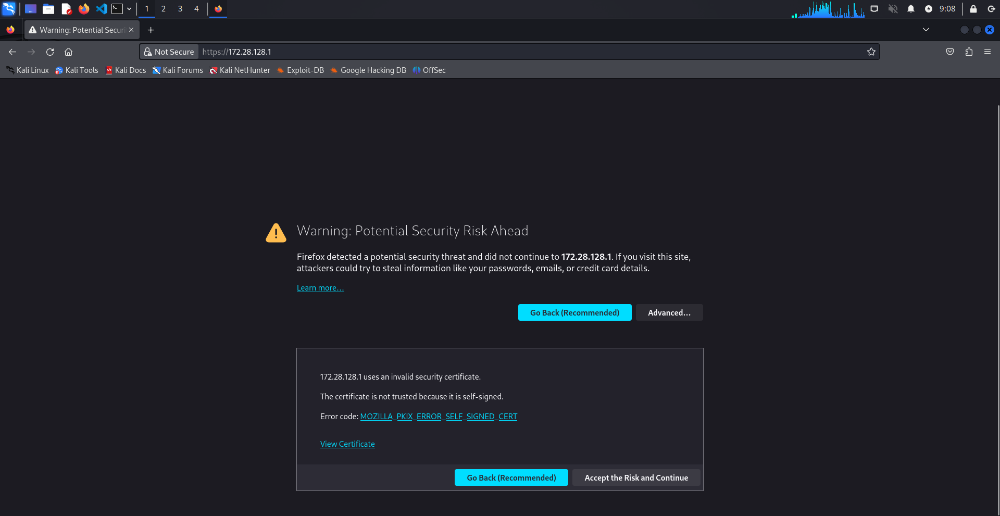 1 2 3 4 9:08
Warning: Potential Securi
Not Secure https://172.28.128.1
Kali Linux Kali Tools Kali Docs Kali Forums Kali NetHunter Exploit-DB Google Hacking DB OffSec
Warning: Potential Security Risk Ahead
Firefox detected a potential security threat and did not continue to 172.28.128.1. If you visit this site,
attackers could try to steal information like your passwords, emails, or credit card details.
Learn more…
Go Back (Recommended) Advanced…
172.28.128.1 uses an invalid security certificate.
The certificate is not trusted because it is self-signed.
Error code: MOZILLA_PKIX_ERROR_SELF_SIGNED_CERT
View Certificate
Go Back (Recommended) Accept the Risk and Continue